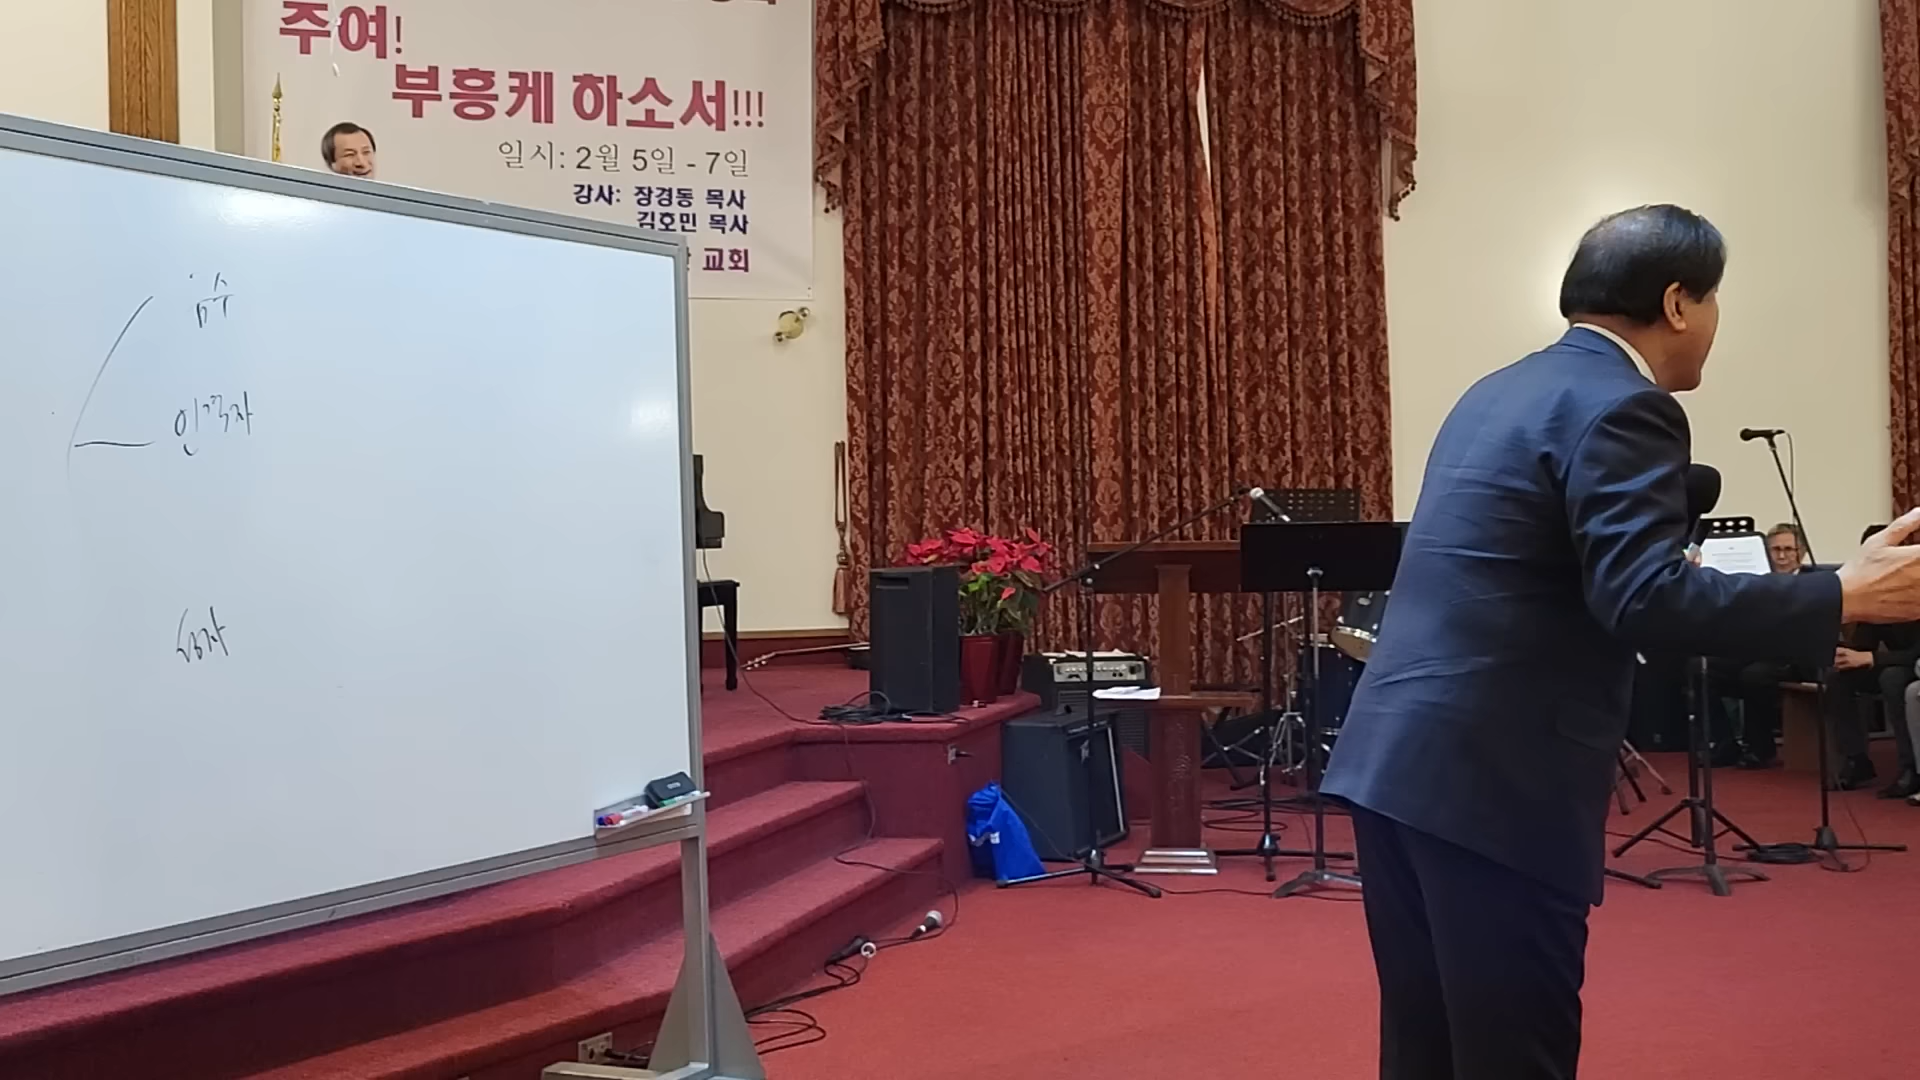 주여!
부흥케 하소서!!!
일시: 2월 5일 - 7일
강사: 장경동 목사
김호민 목사
교회
인격자